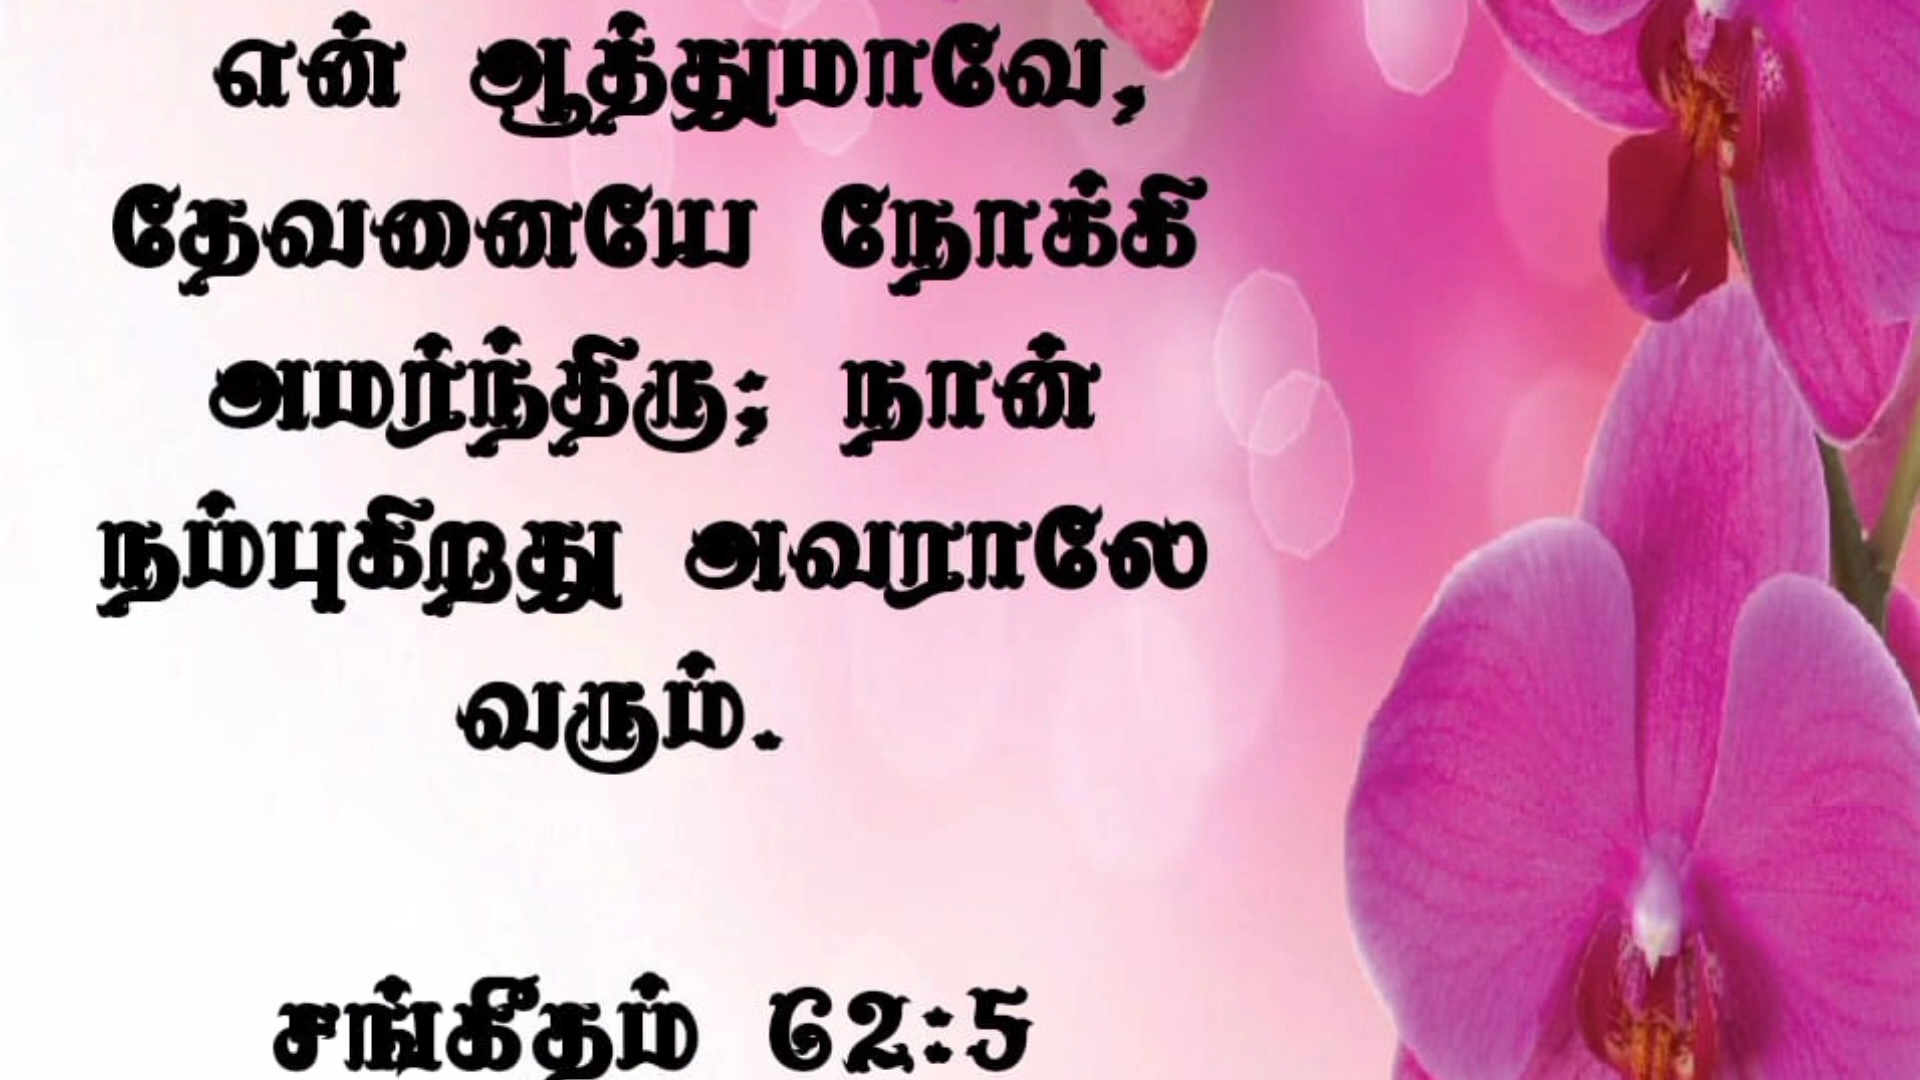 என் ஆத்துமாவே,
தேவனையே நோக்கி
அமர்ந்திரு; நான்
நம்புகிறது அவராலே
வரும்.
சங்கீதம் 62:5